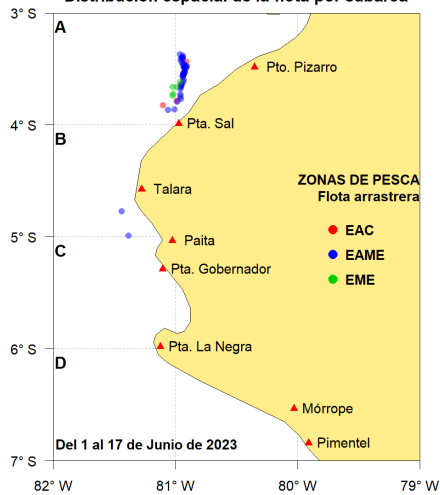 Distribución espacial de la flota por subárea
3° S
A
Pto. Pizarro
4° S
Pta. Sal
B
ZONAS DE PESCA
Talara
Flota arrastrera
EAC
5° S
Paita
C
EAME
Pta. Gobernador
EME
6° S
Pta. La Negra
D
Mórrope
Del 1 al 17 de Junio de 2023
Pimentel
7° S
82° W
81° W
80° W
79° W